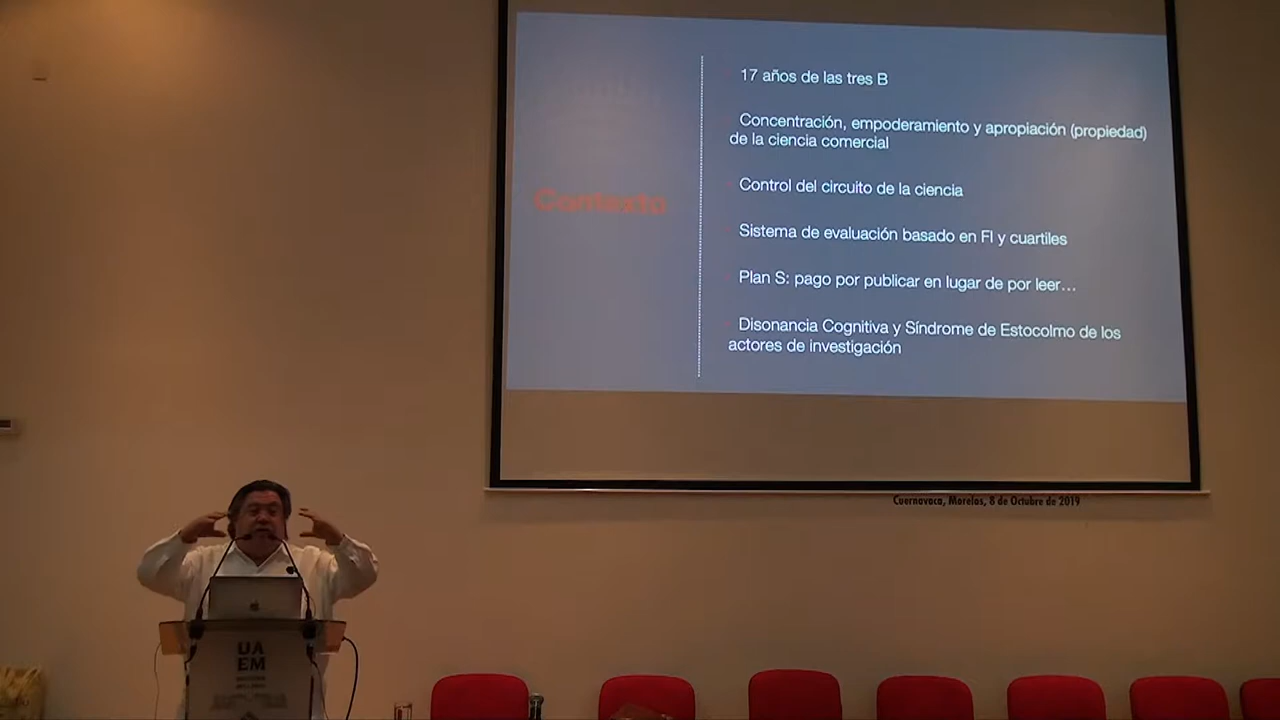 Contexto
17 años de las tres B
Concentración, empoderamiento y apropiación (propiedad)
de la ciencia comercial
Control del circuito de la ciencia
Sistema de evaluación basado en FI y cuartiles
Plan S: pago por publicar en lugar de por leer…
Disonancia Cognitiva y Síndrome de Estocolmo de los
actores de investigación
Cuernavaca, Morelos, 8 de Octubre de 2019
UA
EM